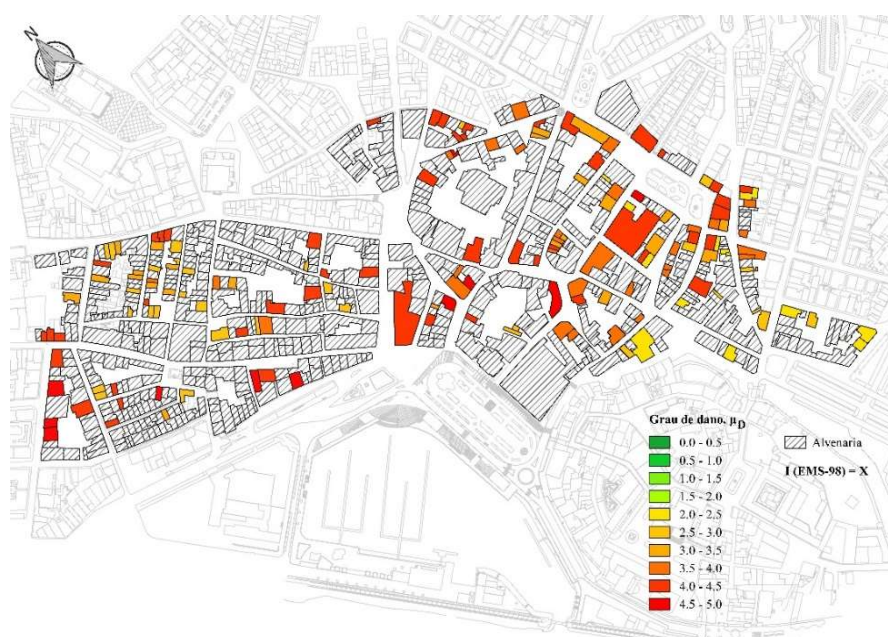 N
Grau de dano, μD
0.0 - 0.5
0.5 - 1.0
1.0 - 1.5
1.5 - 2.0
2.0 - 2.5
2.5 - 3.0
3.0 - 3.5
3.5 - 4.0
4.0 - 4.5
4.5 - 5.0
Alvenaria
I (EMS-98) = X